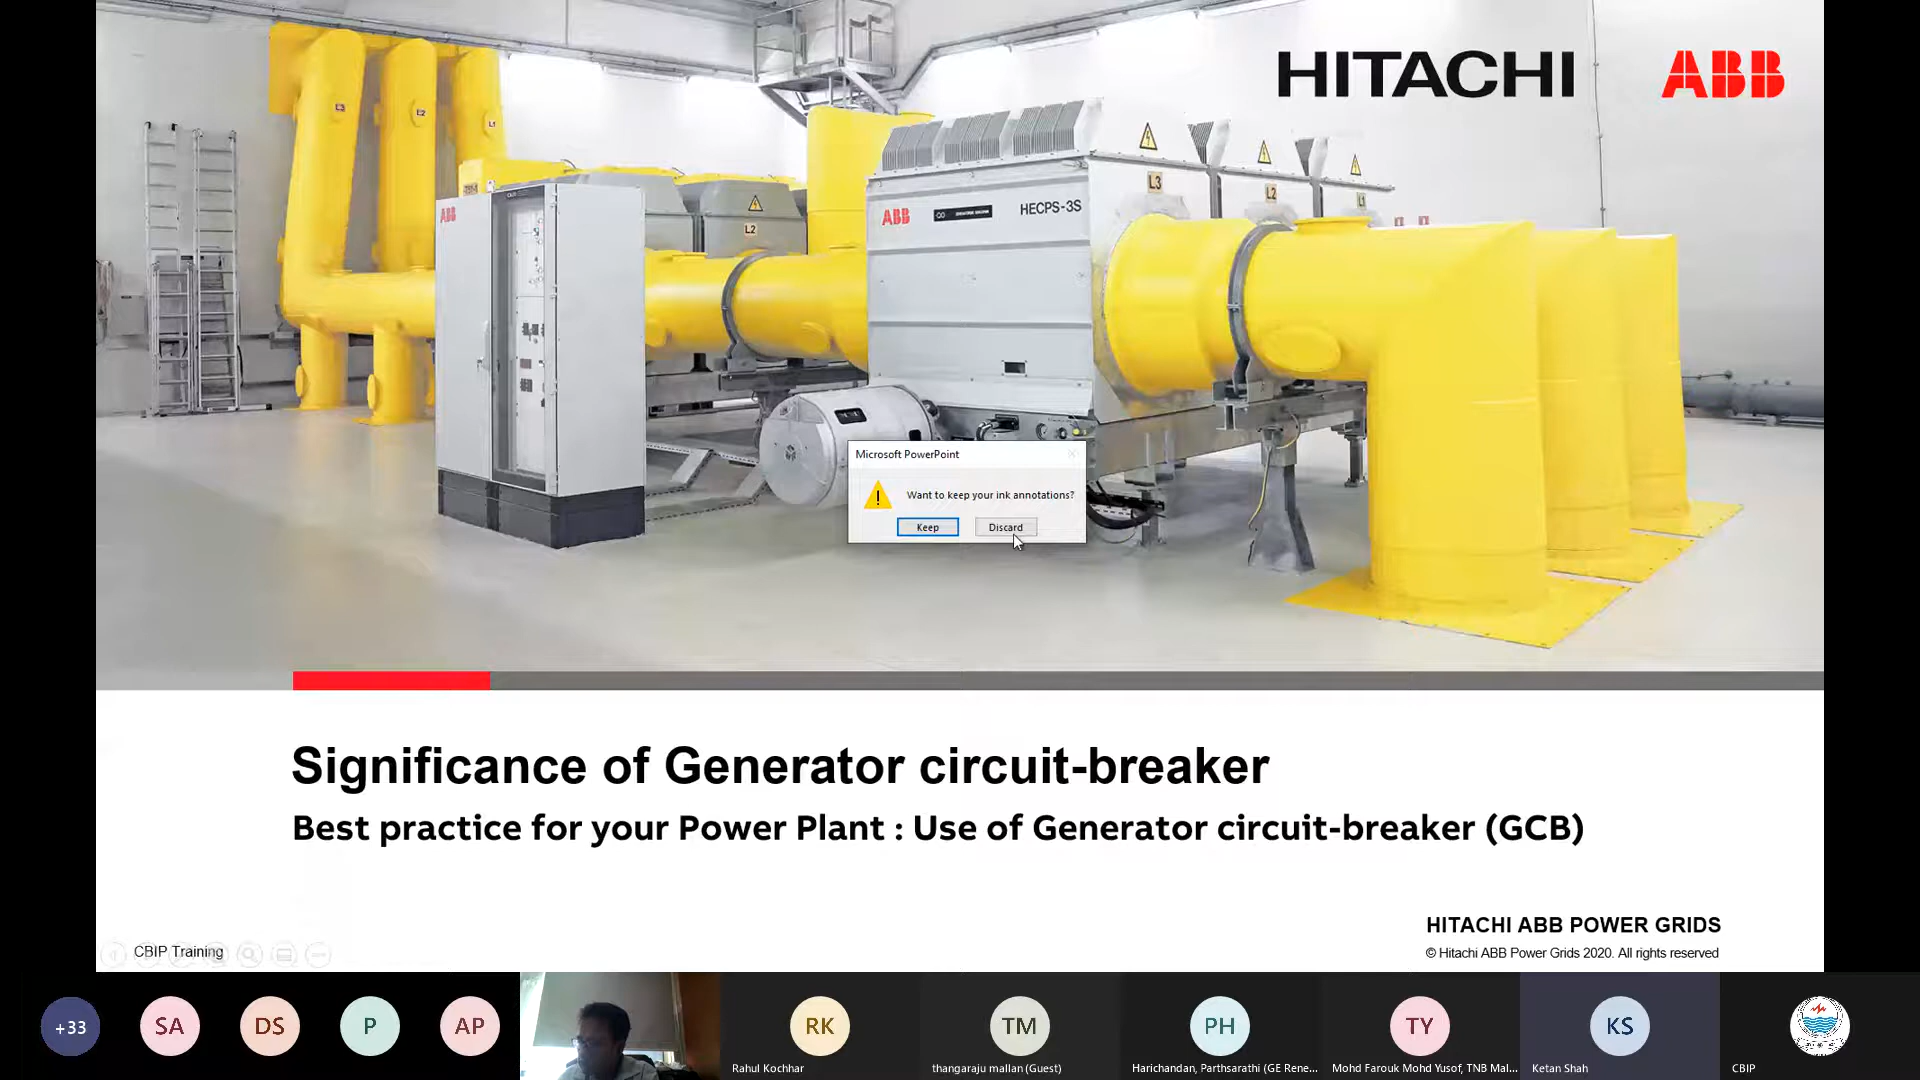 HITACHI ABB
L3
L2
L1
ABB
L2
ABB
HECPS-3S
L3
L2
L1
Microsoft PowerPoint
Want to keep your ink annotations?
Keep
Discard
Significance of Generator circuit-breaker
Best practice for your Power Plant : Use of Generator circuit-breaker (GCB)
HITACHI ABB POWER GRIDS
CBIP Training
© Hitachi ABB Power Grids 2020. All rights reserved
+33
SA
DS
P
AP
RK
TM
PH
TY
KS
Rahul Kochhar
thangaraju mallan (Guest)
Harichandan, Parthsarathi (GE Rene...
Mohd Farouk Mohd Yusof, TNB Mal...
Ketan Shah
CBIP